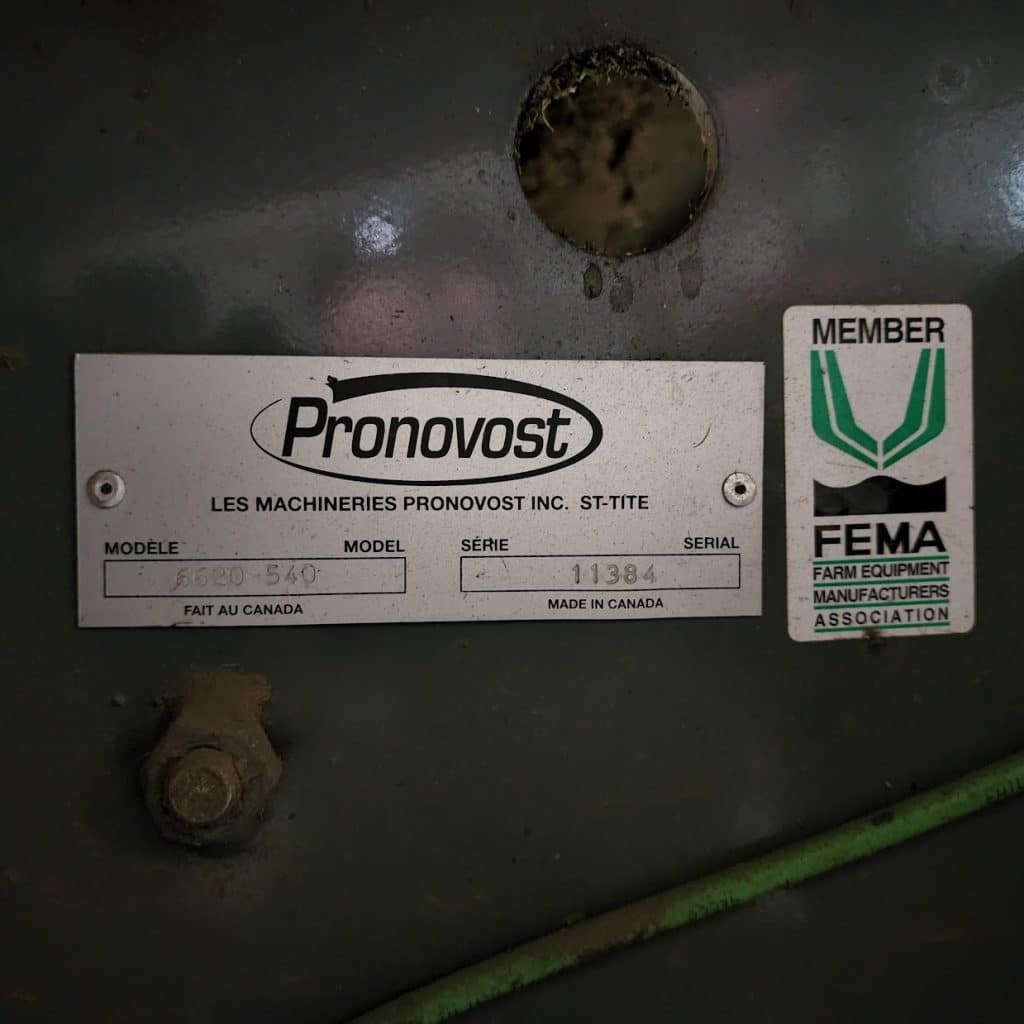 Pronovost
LES MACHINERIES PRONOVOST INC. ST-TITE
MODÈLE MODEL SÉRIE SERIAL
6620 540 11384
FAIT AU CANADA MADE IN CANADA
MEMBER
FEMA
FARM EQUIPMENT
MANUFACTURERS
ASSOCIATION